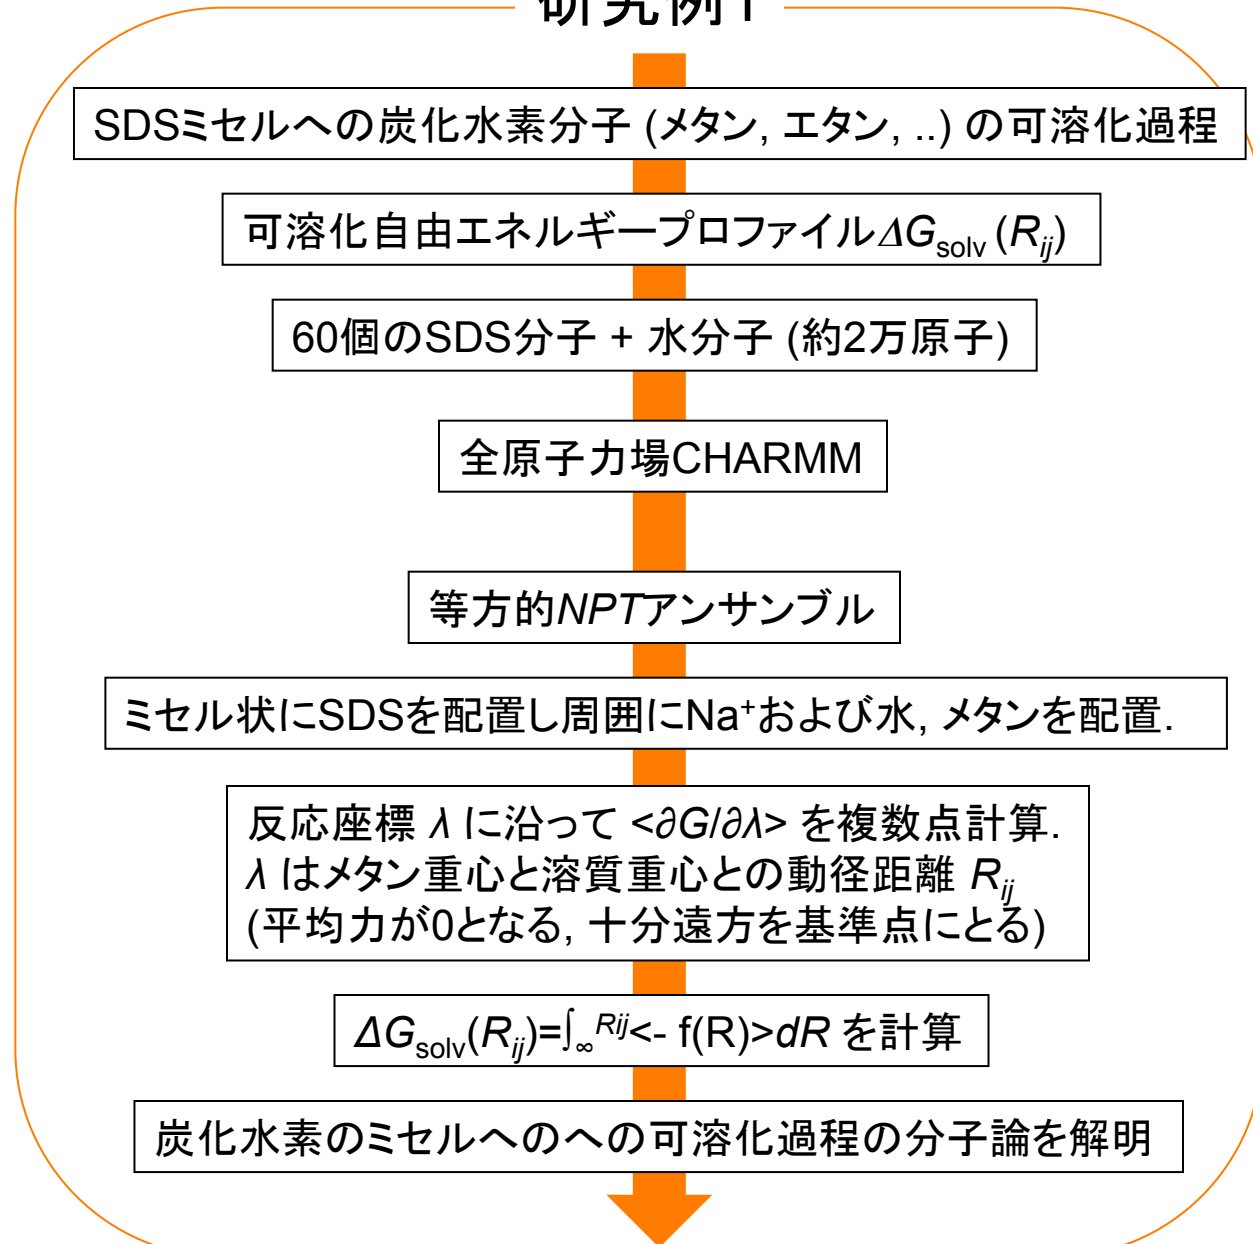 研究例1
SDSミセルへの炭化水素分子 (メタン, エタン, ..) の可溶化過程
可溶化自由エネルギープロファイルΔG_solv (R_ij)
60個のSDS分子 + 水分子 (約2万原子)
全原子力場CHARMM
等方的NPTアンサンブル
ミセル状にSDSを配置し周囲にNa⁺および水, メタンを配置.
反応座標 λ に沿って <∂G/∂λ> を複数点計算.
λ はメタン重心と溶質重心との動径距離 R_ij
(平均力が0となる, 十分遠方を基準点にとる)
ΔG_solv(R_ij)=∫_∞^Rij<- f(R)>dR を計算
炭化水素のミセルへのへの可溶化過程の分子論を解明